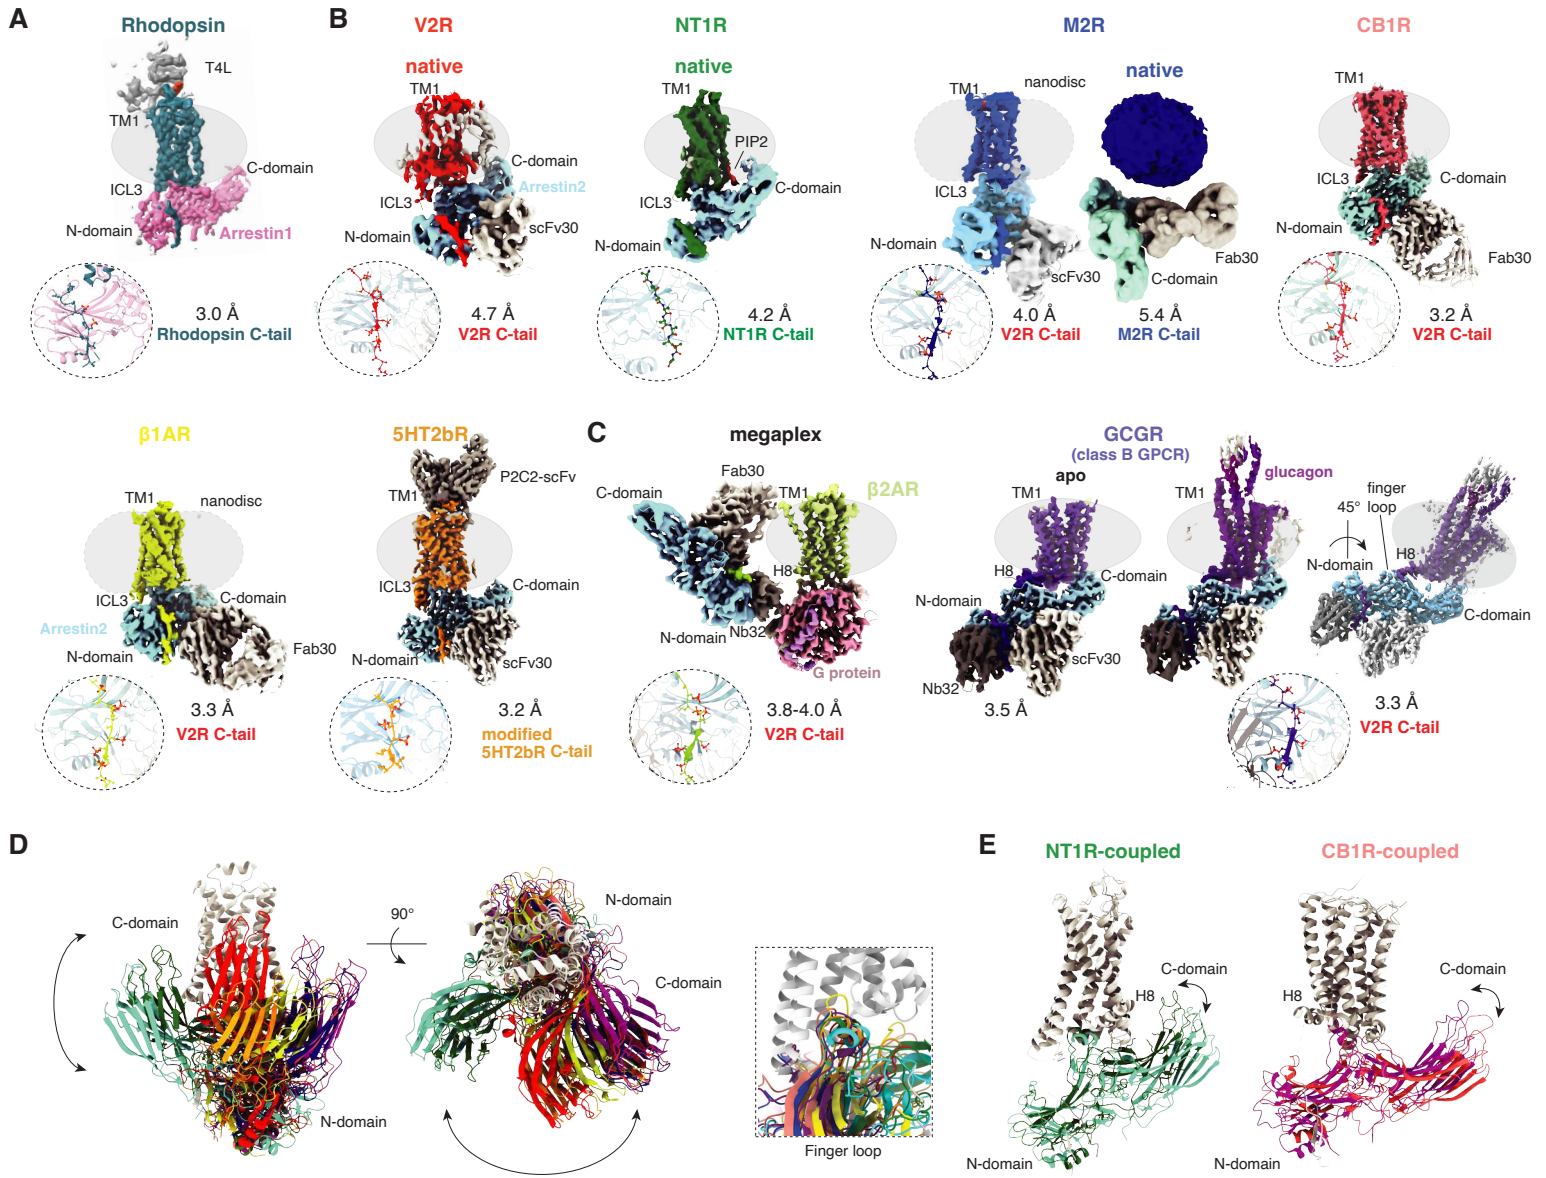 A
Rhodopsin
T4L
TM1
C-domain
ICL3
N-domain
Arrestin1
3.0 Å
Rhodopsin C-tail
B
V2R
native
TM1
C-domain
Arrestin2
ICL3
N-domain
scFv30
4.7 Å
V2R C-tail
NT1R
native
TM1
PIP2
C-domain
ICL3
N-domain
4.2 Å
NT1R C-tail
M2R
TM1
nanodisc
native
ICL3
N-domain
scFv30
C-domain
Fab30
4.0 Å
V2R C-tail
5.4 Å
M2R C-tail
CB1R
TM1
ICL3
C-domain
N-domain
Fab30
3.2 Å
V2R C-tail
β1AR
TM1
nanodisc
ICL3
C-domain
Arrestin2
N-domain
Fab30
3.3 Å
V2R C-tail
5HT2bR
P2C2-scFv
TM1
ICL3
C-domain
N-domain
scFv30
3.2 Å
modified
5HT2bR C-tail
C
megaplex
Fab30
C-domain
TM1
β2AR
H8
N-domain
Nb32
G protein
3.8-4.0 Å
V2R C-tail
GCGR
(class B GPCR)
apo
TM1
H8
C-domain
N-domain
scFv30
Nb32
3.5 Å
glucagon
TM1
finger
loop
45°
H8
N-domain
C-domain
3.3 Å
V2R C-tail
D
C-domain
N-domain
90°
N-domain
C-domain
Finger loop
E
NT1R-coupled
C-domain
H8
N-domain
CB1R-coupled
C-domain
H8
N-domain